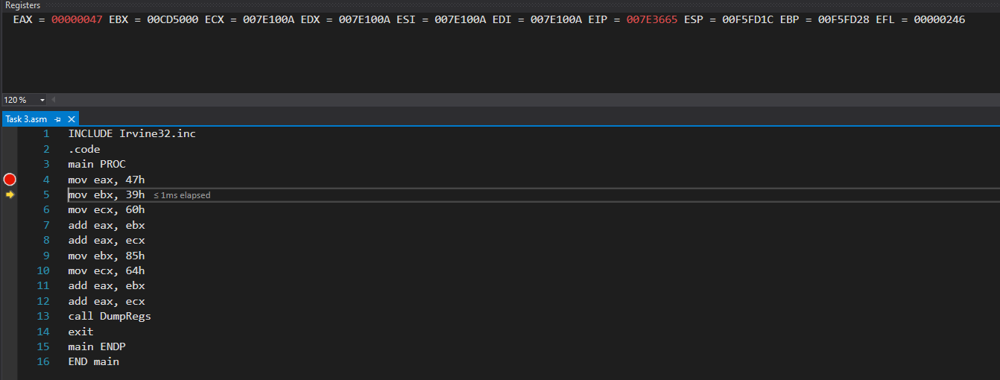 Registers
EAX = 00000047 EBX = 00CD5000 ECX = 007E100A EDX = 007E100A ESI = 007E100A EDI = 007E100A EIP = 007E3665 ESP = 00F5FD1C EBP = 00F5FD28 EFL = 00000246
120 %
Task 3.asm
1 INCLUDE Irvine32.inc
2 .code
3 main PROC
4 mov eax, 47h
5 mov ebx, 39h ≤ 1ms elapsed
6 mov ecx, 60h
7 add eax, ebx
8 add eax, ecx
9 mov ebx, 85h
10 mov ecx, 64h
11 add eax, ebx
12 add eax, ecx
13 call DumpRegs
14 exit
15 main ENDP
16 END main